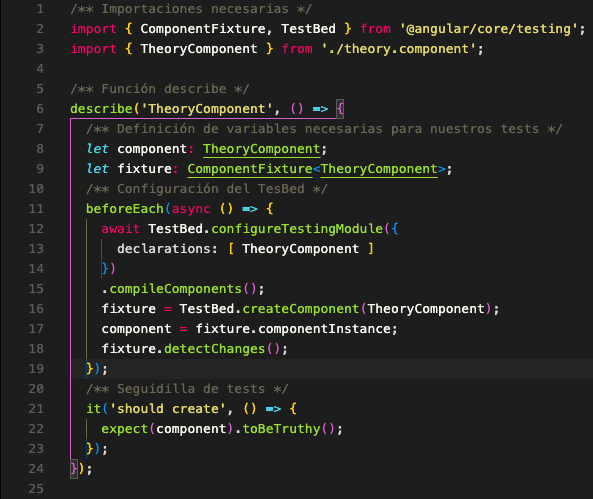 1 /** Importaciones necesarias */
2 import { ComponentFixture, TestBed } from '@angular/core/testing';
3 import { TheoryComponent } from './theory.component';
4
5 /** Función describe */
6 describe('TheoryComponent', () => {
7 /** Definición de variables necesarias para nuestros tests */
8 let component: TheoryComponent;
9 let fixture: ComponentFixture<TheoryComponent>;
10 /** Configuración del TesBed */
11 beforeEach(async () => {
12 await TestBed.configureTestingModule({
13 declarations: [ TheoryComponent ]
14 })
15 .compileComponents();
16 fixture = TestBed.createComponent(TheoryComponent);
17 component = fixture.componentInstance;
18 fixture.detectChanges();
19 });
20 /** Seguidilla de tests */
21 it('should create', () => {
22 expect(component).toBeTruthy();
23 });
24 });
25